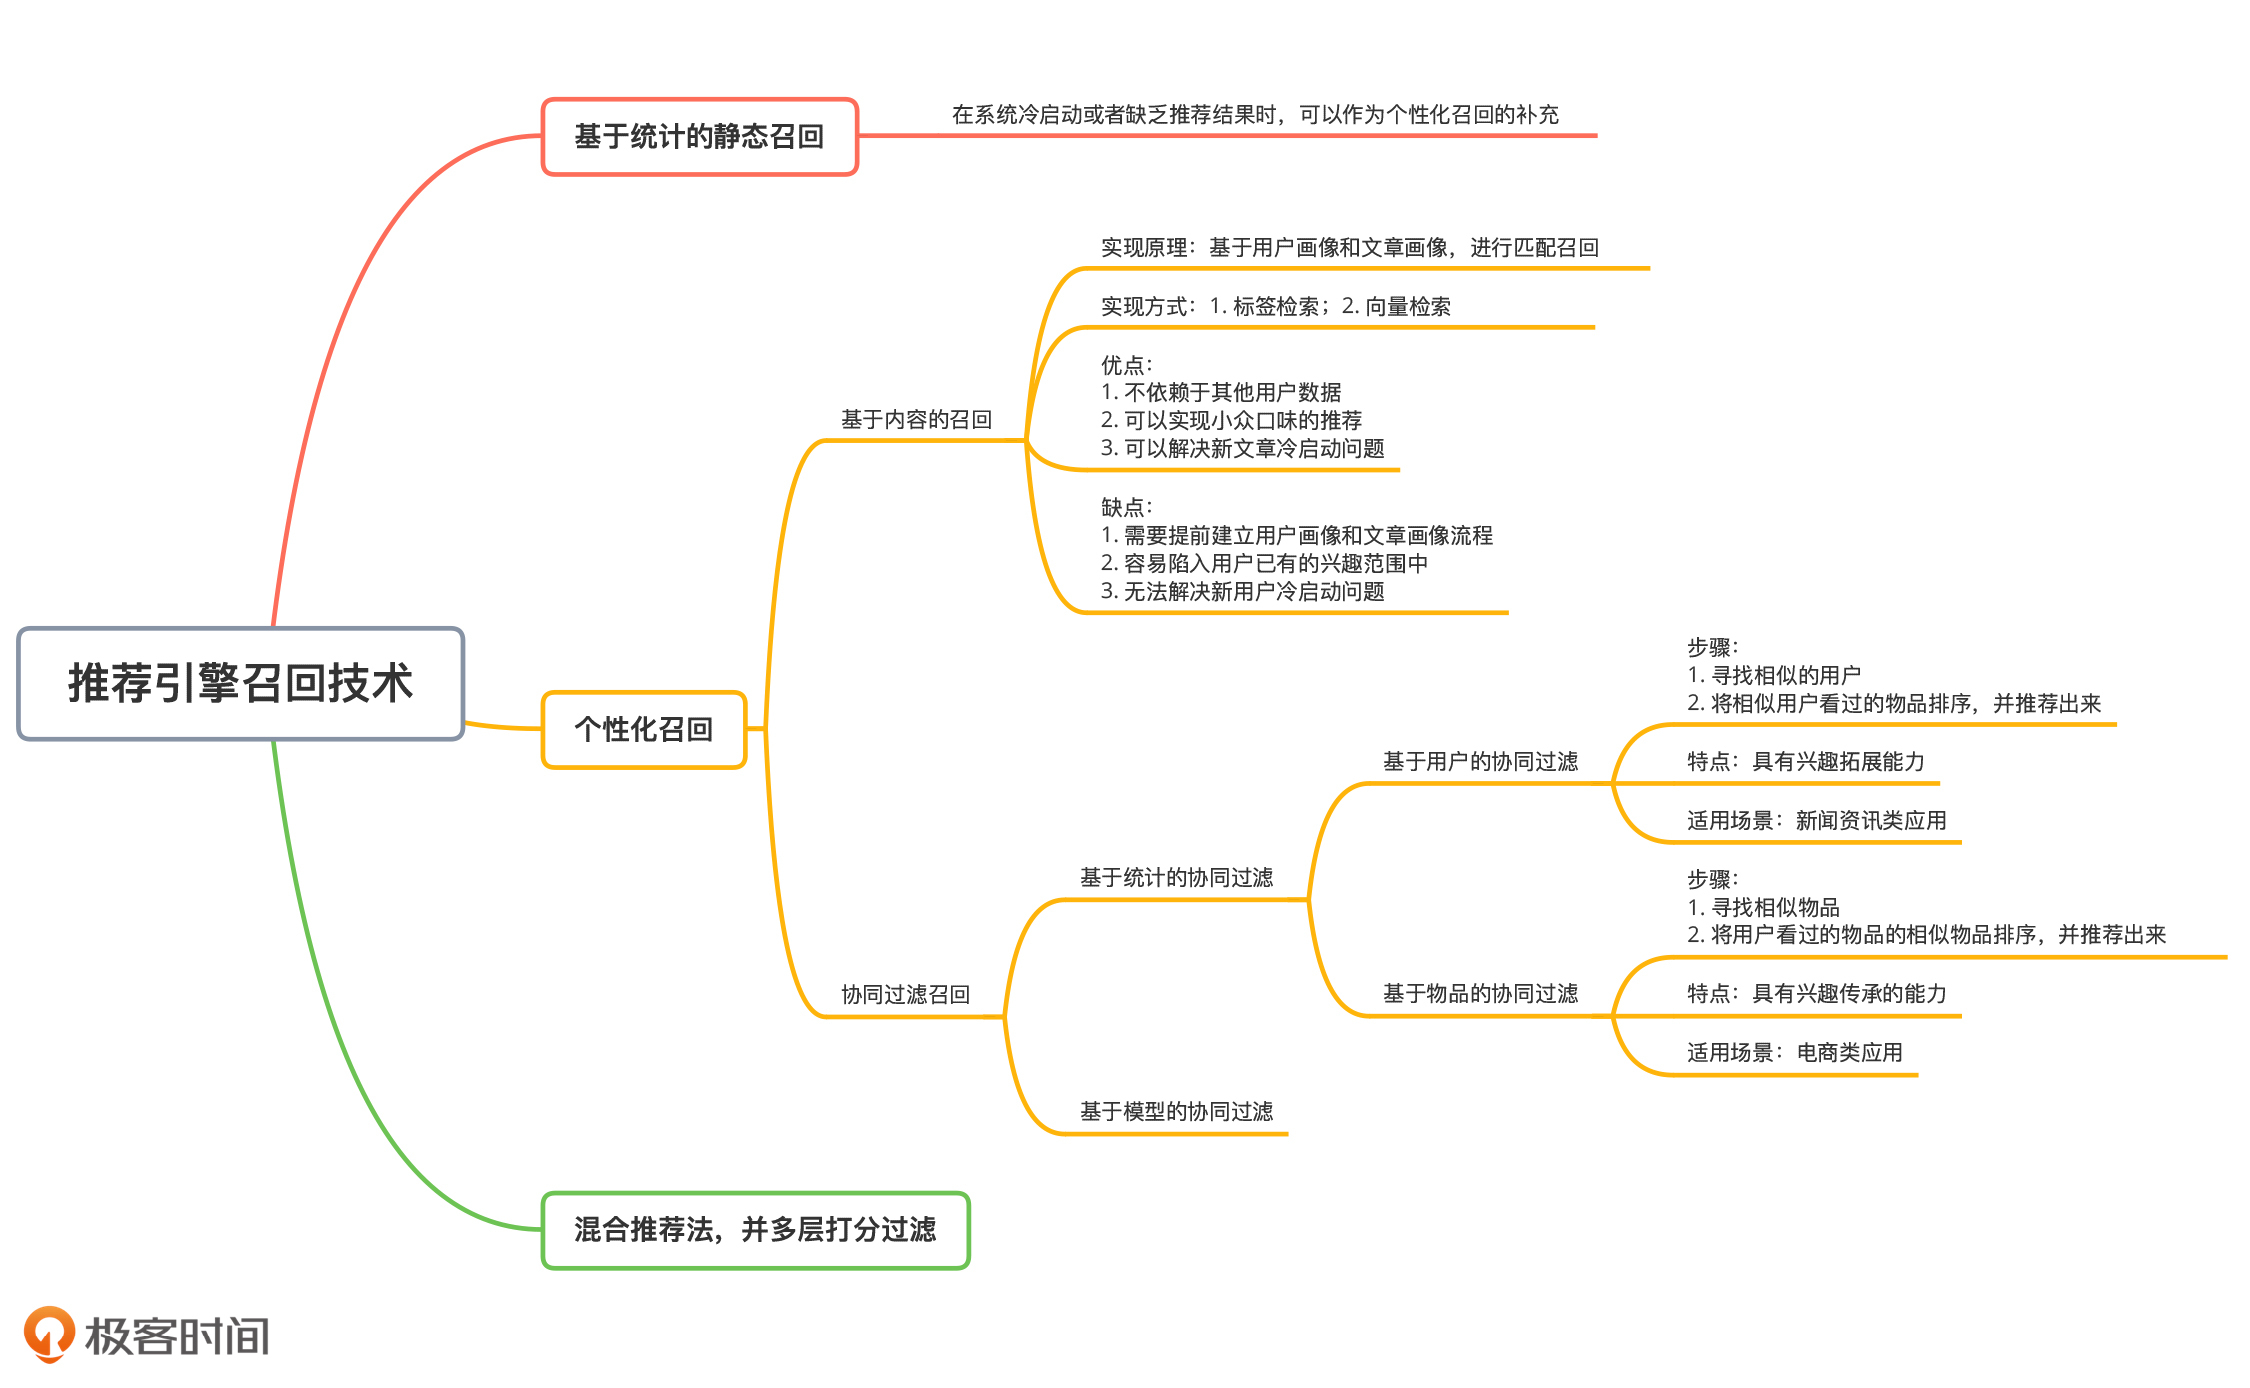 基于统计的静态召回
在系统冷启动或者缺乏推荐结果时，可以作为个性化召回的补充
实现原理：基于用户画像和文章画像，进行匹配召回
实现方式：1. 标签检索；2. 向量检索
优点：
1. 不依赖于其他用户数据
2. 可以实现小众口味的推荐
3. 可以解决新文章冷启动问题
基于内容的召回
缺点：
1. 需要提前建立用户画像和文章画像流程
2. 容易陷入用户已有的兴趣范围中
3. 无法解决新用户冷启动问题
推荐引擎召回技术
个性化召回
步骤：
1. 寻找相似的用户
2. 将相似用户看过的物品排序，并推荐出来
基于用户的协同过滤
特点：具有兴趣拓展能力
适用场景：新闻资讯类应用
基于统计的协同过滤
步骤：
1. 寻找相似物品
2. 将用户看过的物品的相似物品排序，并推荐出来
协同过滤召回
基于物品的协同过滤
特点：具有兴趣传承的能力
适用场景：电商类应用
基于模型的协同过滤
混合推荐法，并多层打分过滤
极客时间